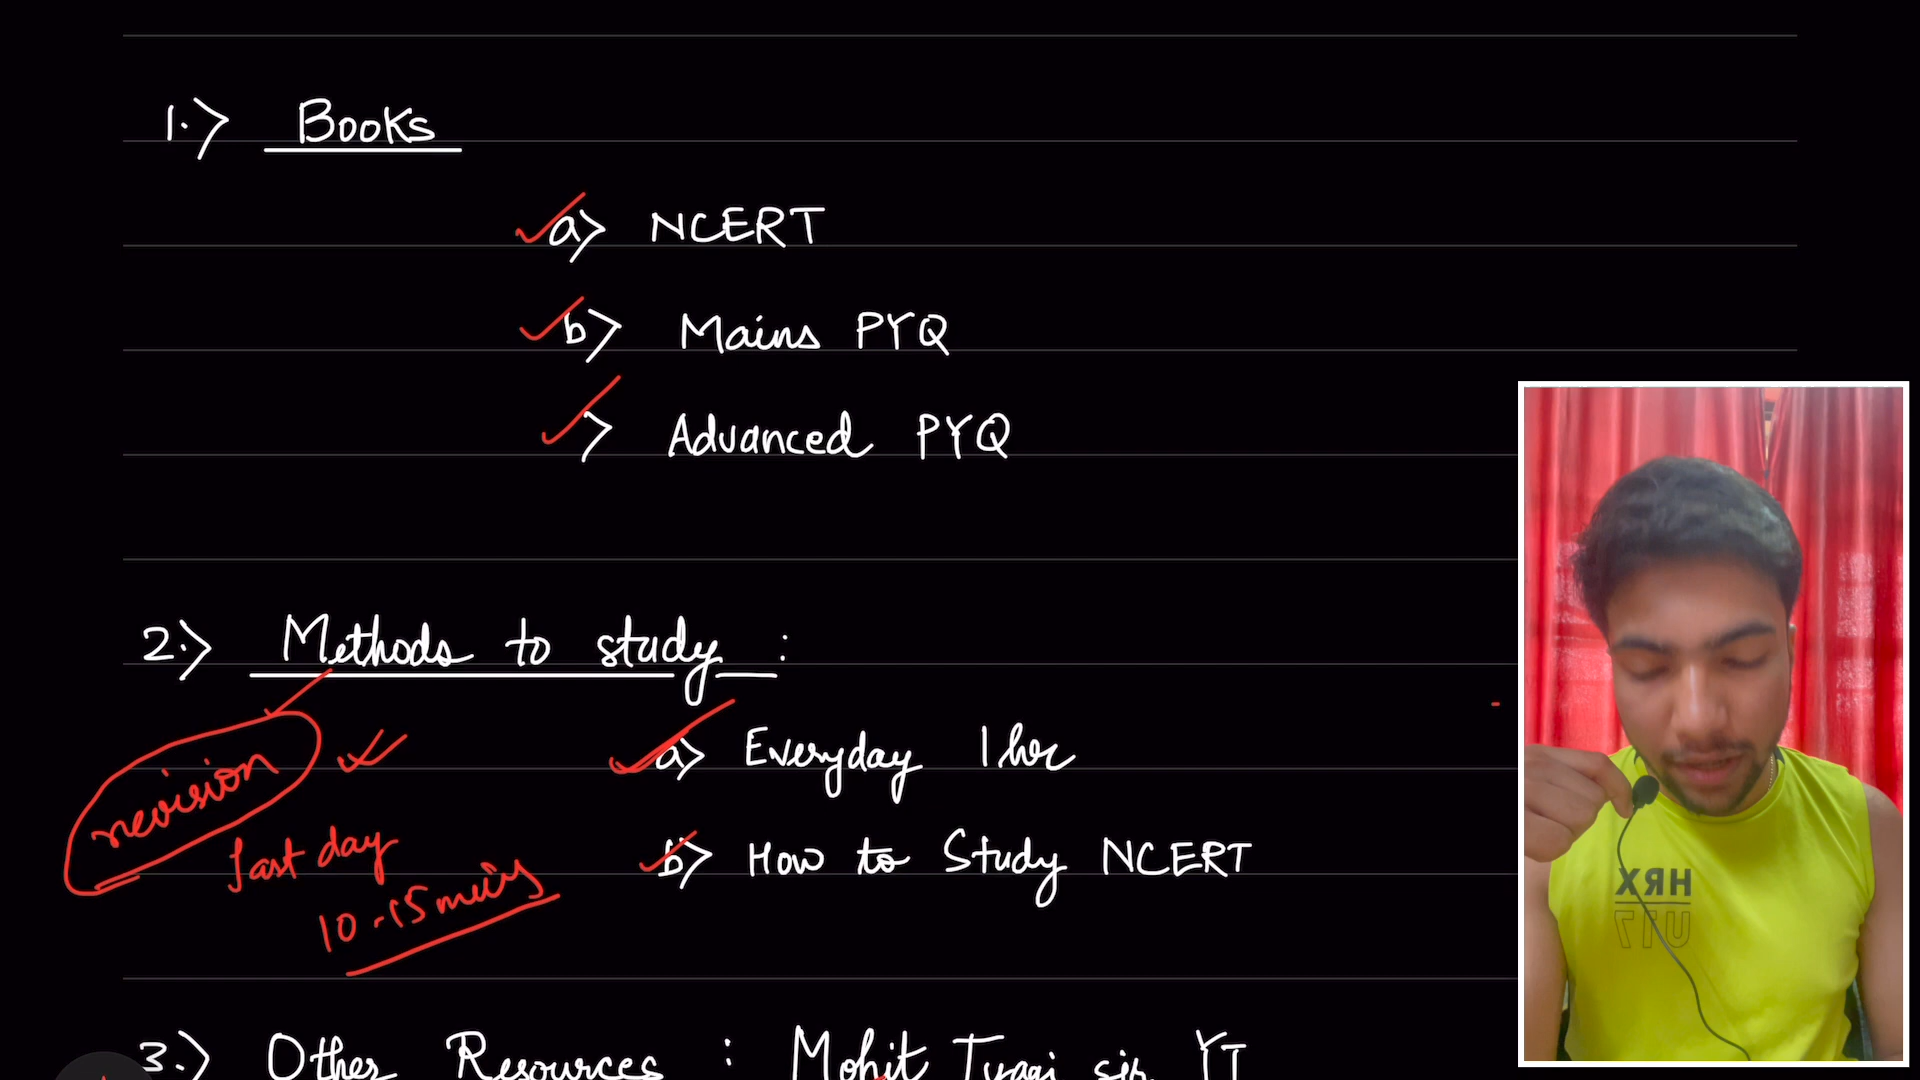 1.> Books
a> NCERT
b> Mains PYQ
> Advanced PYQ
2.> Methods to study :
revision
a> Everyday 1 hr
last day
b> How to Study NCERT
10-15 mins
3.> Other Resources : Mohit Tyagi sir YT
HRX
U17